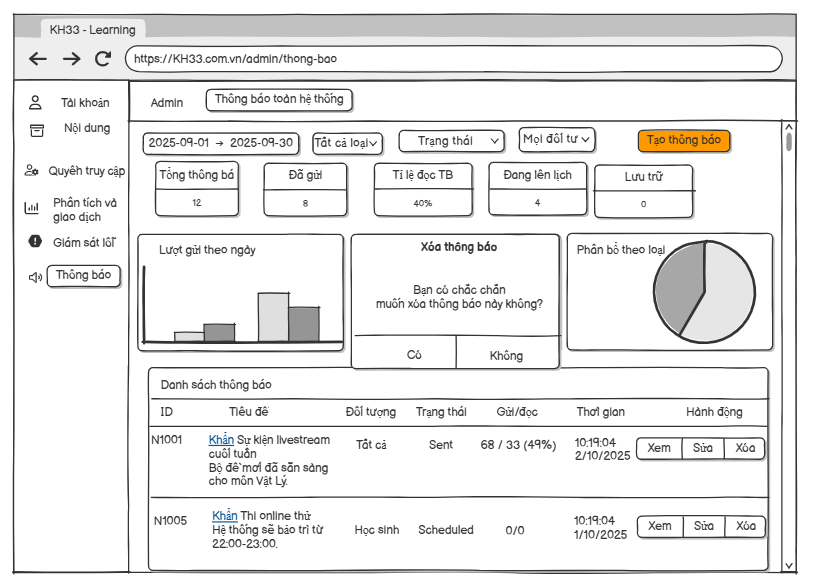 KH33 - Learning
https://KH33.com.vn/admin/thong-bao
Tài khoản
Nội dung
Quyền truy cập
Phân tích và
giao dịch
Giám sát lỗi
Thông báo
Admin
Thông báo toàn hệ thống
2025-09-01 → 2025-09-30
Tất cả loại
Trạng thái
Mọi đối tư
Tạo thông báo
Tổng thông bá
12
Đã gửi
8
Tỉ lệ đọc TB
40%
Đang lên lịch
4
Lưu trữ
0
Lượt gửi theo ngày
Xóa thông báo
Bạn có chắc chắn
muốn xóa thông báo này không?
Có
Không
Phân bổ theo loại
Danh sách thông báo
ID
Tiêu đề
Đối tượng
Trạng thái
Gửi/đọc
Thời gian
Hành động
N1001
Khẩn Sự kiện livestream
cuối tuần
Bộ đề mới đã sẵn sàng
cho môn Vật Lý.
Tất cả
Sent
68 / 33 (49%)
10:19:04
2/10/2025
Xem
Sửa
Xóa
N1005
Khẩn Thi online thử
Hệ thống sẽ bảo trì từ
22:00-23:00.
Học sinh
Scheduled
0/0
10:19:04
1/10/2025
Xem
Sửa
Xóa